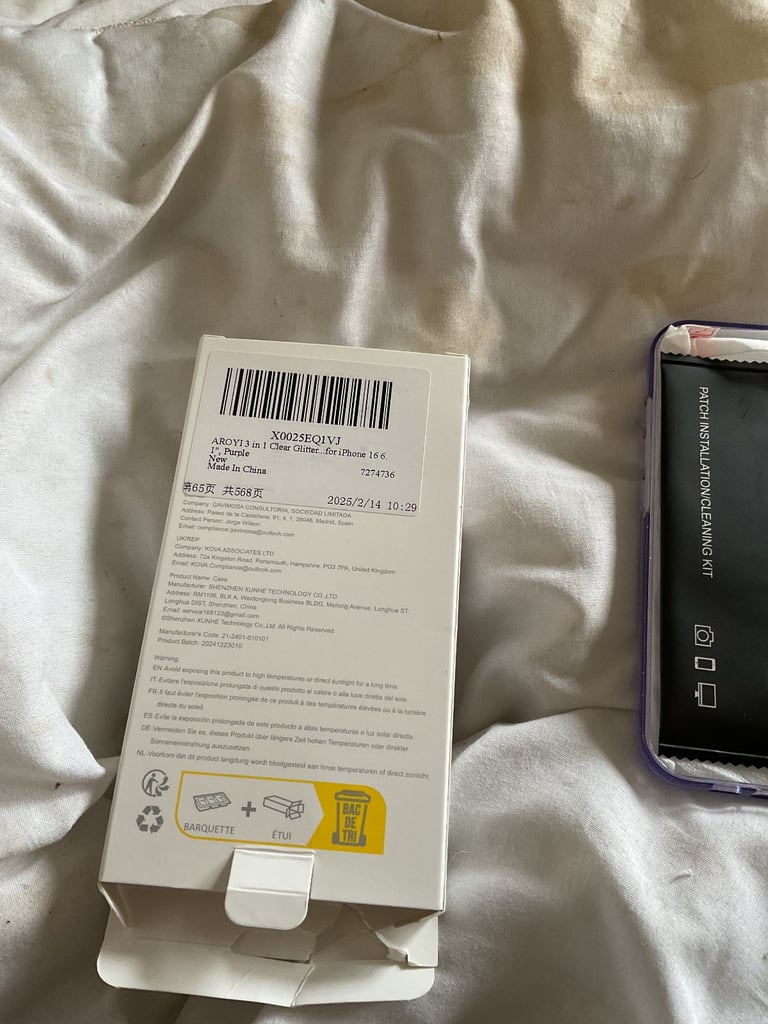 X0025EQ1VJ
AROYI 3 in 1 Clear Glitter...for iPhone 16 6.
1", Purple
New
Made In China
7274736
第65页 共568页
2025/2/14 10:29
Company: GAVIMOSA CONSULTORIA, SOCIEDAD LIMITADA
Address: Paseo de la Castellana, 91, 4, 1, 28046, Madrid, Spain
Contact Person: Jorge Wilson
Email: compliance.gavimosa@outlook.com
UK/REP
Company: KOVA ASSOCIATES LTD
Address: 72a Kingston Road, Portsmouth, Hampshire, PO2 7PA, United Kingdom
Email: KOVA.Compliance@outlook.com
Product Name: Case
Manufacturer: SHENZHEN XUNHE TECHNOLOGY CO.,LTD
Address: RM1106, BLK.A, Weidonglong Business BLDG, Meilong Avenue, Longhua ST,
Longhua DIST, Shenzhen, China
Email: service168123@gmail.com
©Shenzhen XUNHE Technology Co.,Ltd. All Rights Reserved
Manufacturer's Code: 21-2401-010101
Product Batch: 20241223010
Warning:
EN-Avoid exposing this product to high temperatures or direct sunlight for a long time.
IT-Evitare l'esposizione prolungata di questo prodotto al calore o alla luce diretta del sole.
FR-Il faut éviter l'exposition prolongée de ce produit à des températures élevées ou à la lumière
directe du soleil.
ES-Evite la exposición prolongada de este producto a altas temperaturas o luz solar directa.
DE-Vermeiden Sie es, dieses Produkt über längere Zeit hohen Temperaturen oder direkter
Sonneneinstrahlung auszusetzen.
NL-Voorkom dat dit product langdurig wordt blootgesteld aan hoge temperaturen of direct zonlicht.
BARQUETTE
+
ÉTUI
BAC
DE
TRI
PATCH INSTALLATION/CLEANING KIT